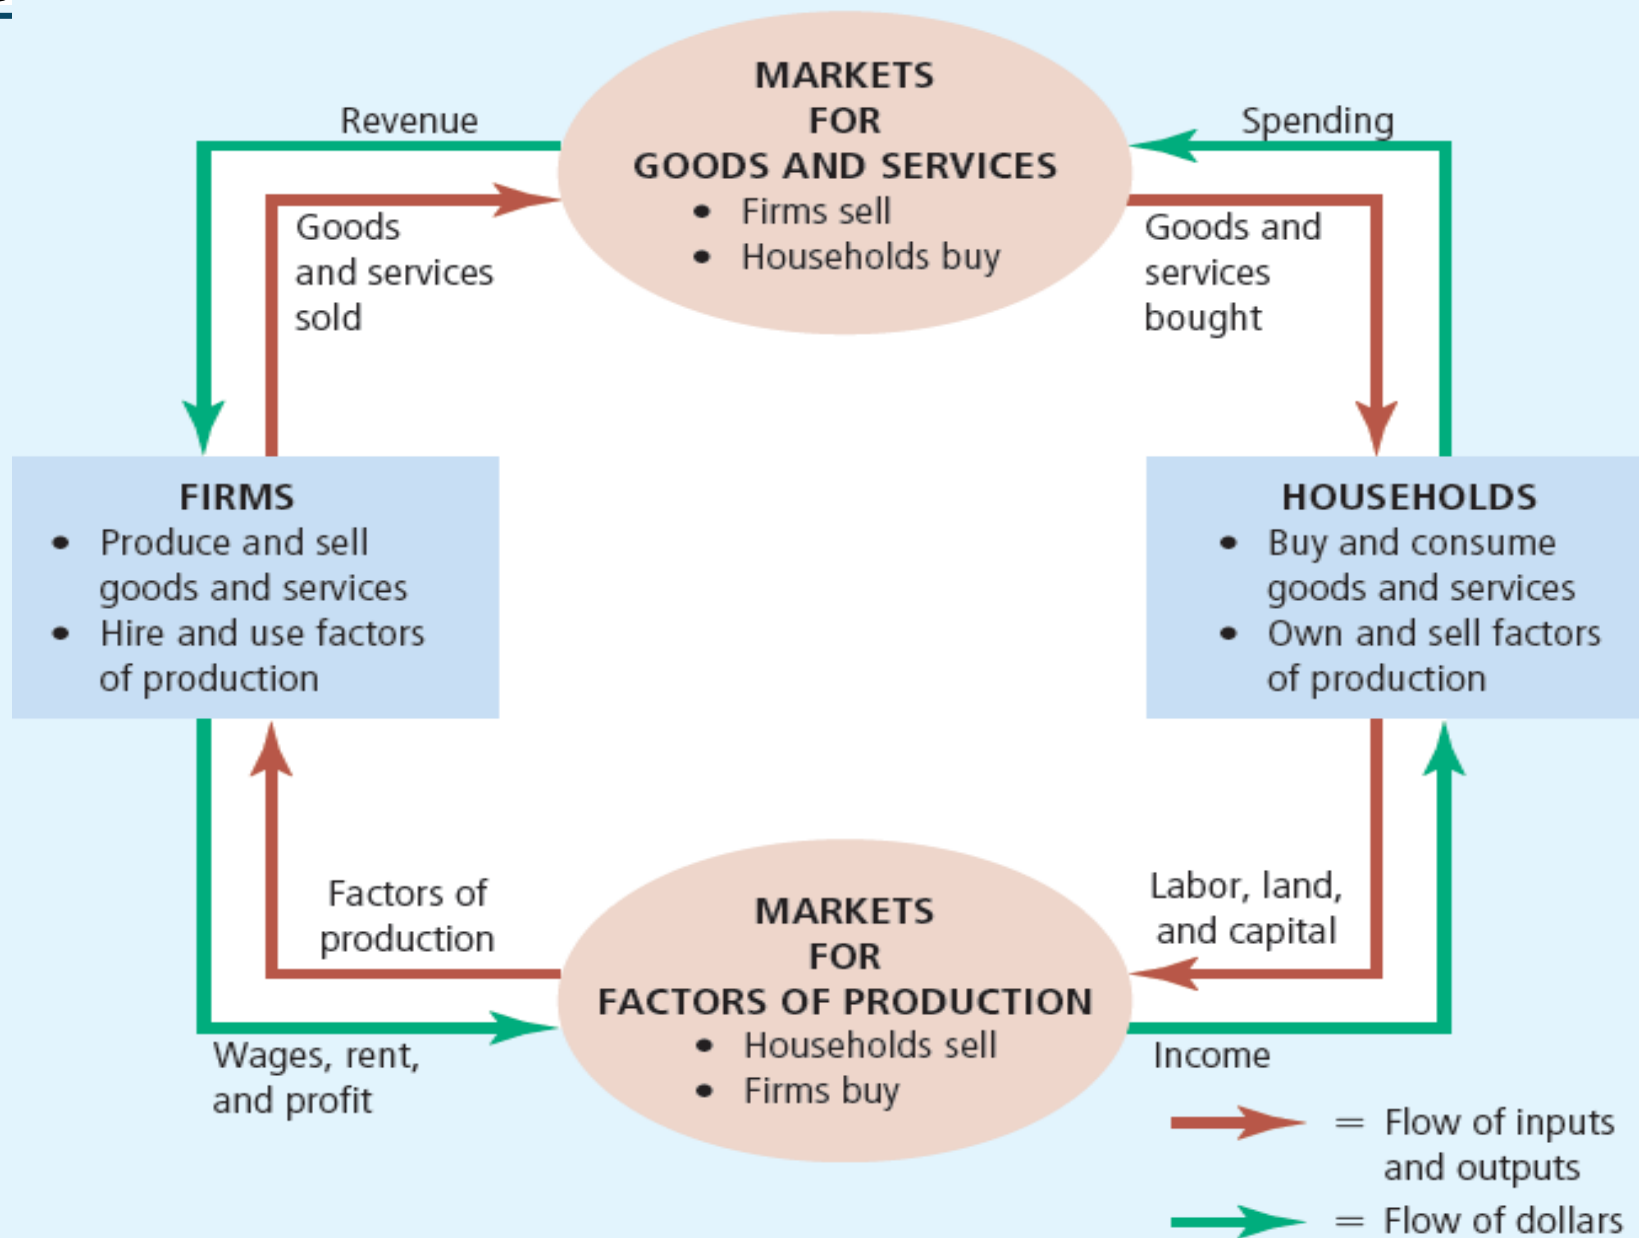 MARKETS
FOR
GOODS AND SERVICES
• Firms sell
• Households buy
Revenue
Spending
Goods
and services
sold
Goods and
services
bought
FIRMS
• Produce and sell
goods and services
• Hire and use factors
of production
HOUSEHOLDS
• Buy and consume
goods and services
• Own and sell factors
of production
Factors of
production
Labor, land,
and capital
MARKETS
FOR
FACTORS OF PRODUCTION
• Households sell
• Firms buy
Wages, rent,
and profit
Income
= Flow of inputs
and outputs
= Flow of dollars